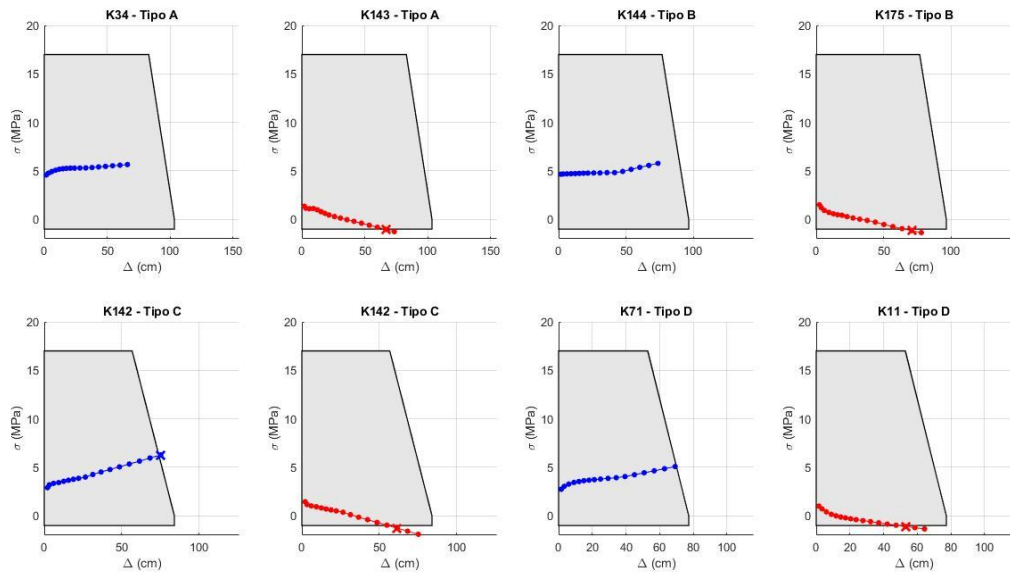 K34 - Tipo A
K143 - Tipo A
K144 - Tipo B
K175 - Tipo B
20
15
10
5
0
σ (MPa)
0 50 100 150
Δ (cm)
20
15
10
5
0
σ (MPa)
0 50 100 150
Δ (cm)
20
15
10
5
0
σ (MPa)
0 50 100
Δ (cm)
20
15
10
5
0
σ (MPa)
0 50 100
Δ (cm)
K142 - Tipo C
K142 - Tipo C
K71 - Tipo D
K11 - Tipo D
20
15
10
5
0
σ (MPa)
0 50 100
Δ (cm)
20
15
10
5
0
σ (MPa)
0 50 100
Δ (cm)
20
15
10
5
0
σ (MPa)
0 20 40 60 80 100
Δ (cm)
20
15
10
5
0
σ (MPa)
0 20 40 60 80 100
Δ (cm)